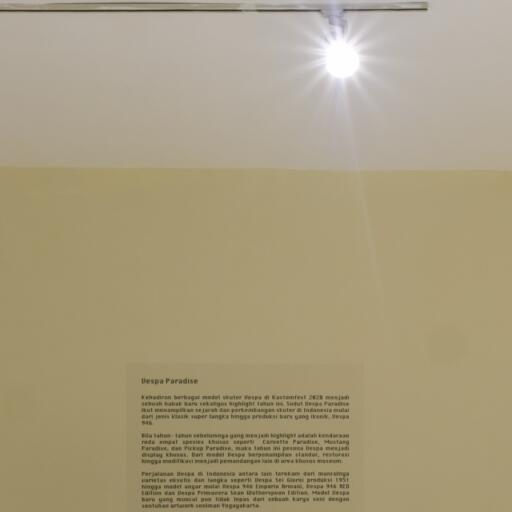 Vespa Paradise
Kehadiran berbagai model skuter Vespa di Kustomfest 2020 menjadi
sebuah babak baru sekaligus highlight tahun ini. Sudut Vespa Paradise
ikut menampilkan sejarah dan perkembangan skuter di Indonesia mulai
dari jenis klasik super langka hingga produksi baru yang ikonik, Vespa
946.
Bila tahun - tahun sebelumnya yang menjadi highlight adalah kendaraan
roda empat spesies khusus seperti Corvette Paradise, Mustang
Paradise, dan Pickup Paradise, maka tahun ini pesona Vespa menjadi
display khusus. Dari model Vespa berpenampilan standar, restorasi
hingga modifikasi menjadi pemandangan lain di area khusus museum.
Perjalanan Vespa di Indonesia antara lain terekam dari munculnya
varietas eksotis dan langka seperti Vespa Sei Giorni produksi 1951
hingga model anyar mulai Vespa 946 Emporio Armani, Vespa 946 RED
Edition dan Vespa Primavera Sean Wotherspoon Edition. Model Vespa
baru yang muncul pun tidak lepas dari sebuah karya seni dengan
sentuhan artwork seniman Yogyakarta.